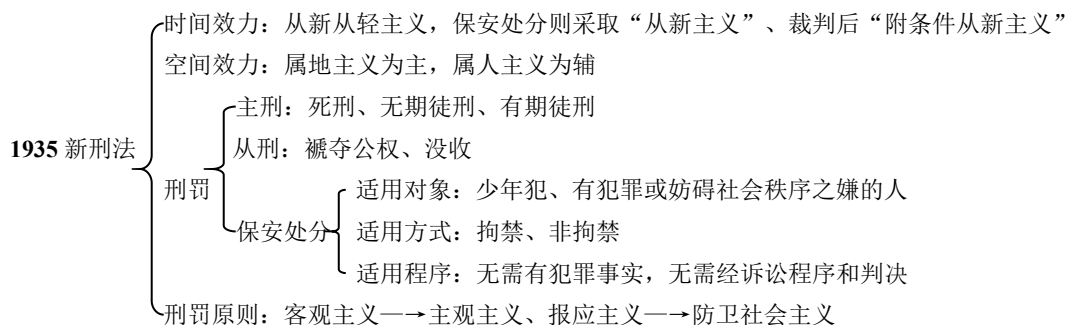 时间效力：从新从轻主义，保安处分则采取“从新主义”、裁判后“附条件从新主义”
空间效力：属地主义为主，属人主义为辅
主刑：死刑、无期徒刑、有期徒刑
1935 新刑法
从刑：褫夺公权、没收
刑罚
适用对象：少年犯、有犯罪或妨碍社会秩序之嫌的人
保安处分
适用方式：拘禁、非拘禁
适用程序：无需有犯罪事实，无需经诉讼程序和判决
刑罚原则：客观主义—→主观主义、报应主义—→防卫社会主义